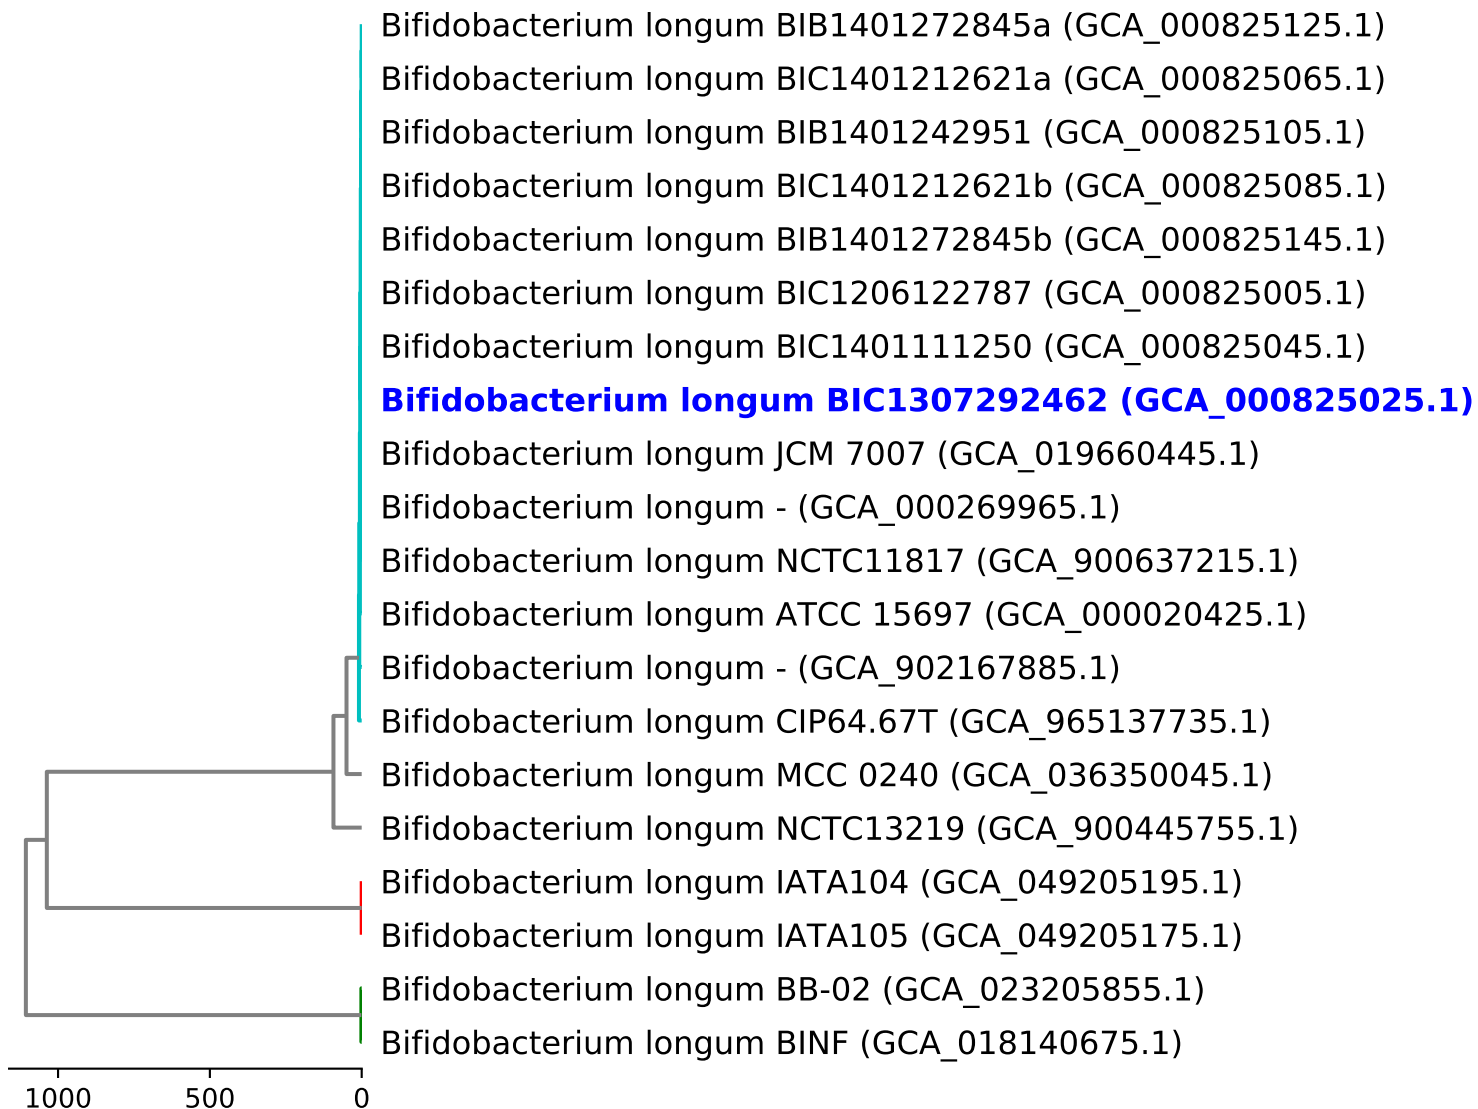 Bifidobacterium longum BIB1401272845a (GCA_000825125.1)
Bifidobacterium longum BIC1401212621a (GCA_000825065.1)
Bifidobacterium longum BIB1401242951 (GCA_000825105.1)
Bifidobacterium longum BIC1401212621b (GCA_000825085.1)
Bifidobacterium longum BIB1401272845b (GCA_000825145.1)
Bifidobacterium longum BIC1206122787 (GCA_000825005.1)
Bifidobacterium longum BIC1401111250 (GCA_000825045.1)
Bifidobacterium longum BIC1307292462 (GCA_000825025.1)
Bifidobacterium longum JCM 7007 (GCA_019660445.1)
Bifidobacterium longum - (GCA_000269965.1)
Bifidobacterium longum NCTC11817 (GCA_900637215.1)
Bifidobacterium longum ATCC 15697 (GCA_000020425.1)
Bifidobacterium longum - (GCA_902167885.1)
Bifidobacterium longum CIP64.67T (GCA_965137735.1)
Bifidobacterium longum MCC 0240 (GCA_036350045.1)
Bifidobacterium longum NCTC13219 (GCA_900445755.1)
Bifidobacterium longum IATA104 (GCA_049205195.1)
Bifidobacterium longum IATA105 (GCA_049205175.1)
Bifidobacterium longum BB-02 (GCA_023205855.1)
Bifidobacterium longum BINF (GCA_018140675.1)
1000 500 0